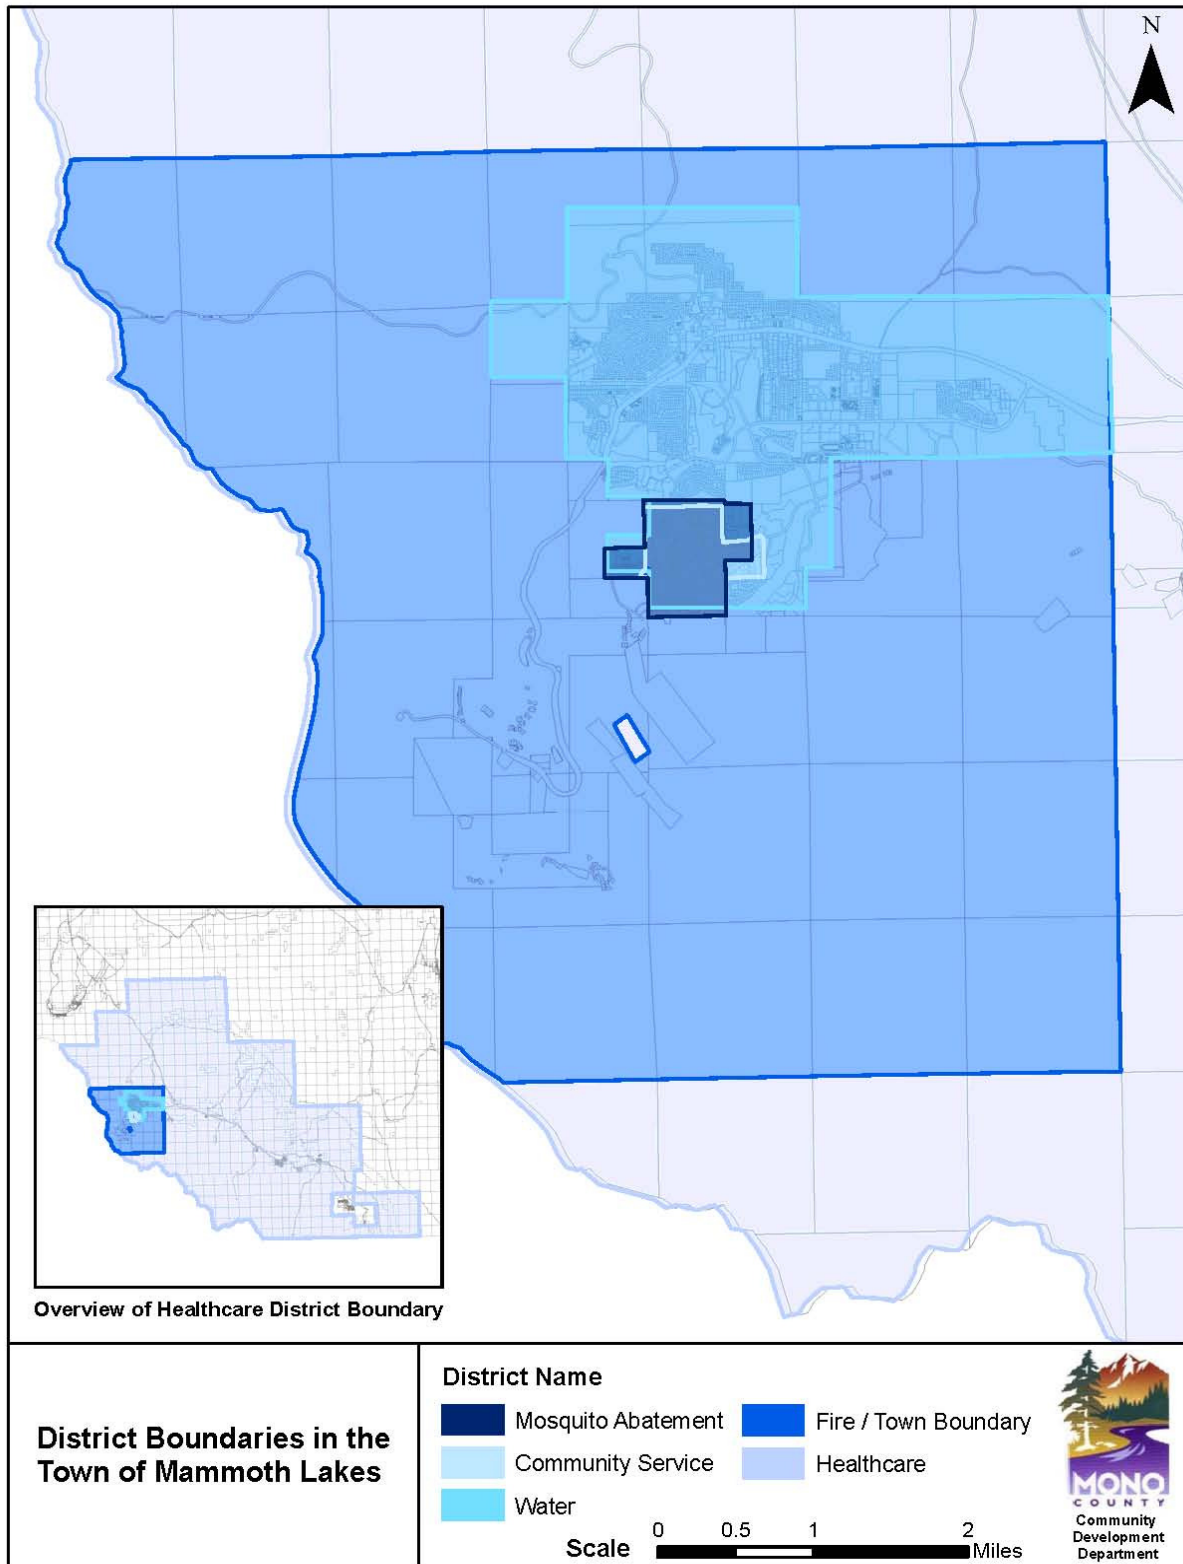 N
Overview of Healthcare District Boundary
District Boundaries in the
Town of Mammoth Lakes
District Name
Mosquito Abatement
Fire / Town Boundary
Community Service
Healthcare
Water
Scale
0 0.5 1 2
Miles
MONO
COUNTY
Community
Development
Department